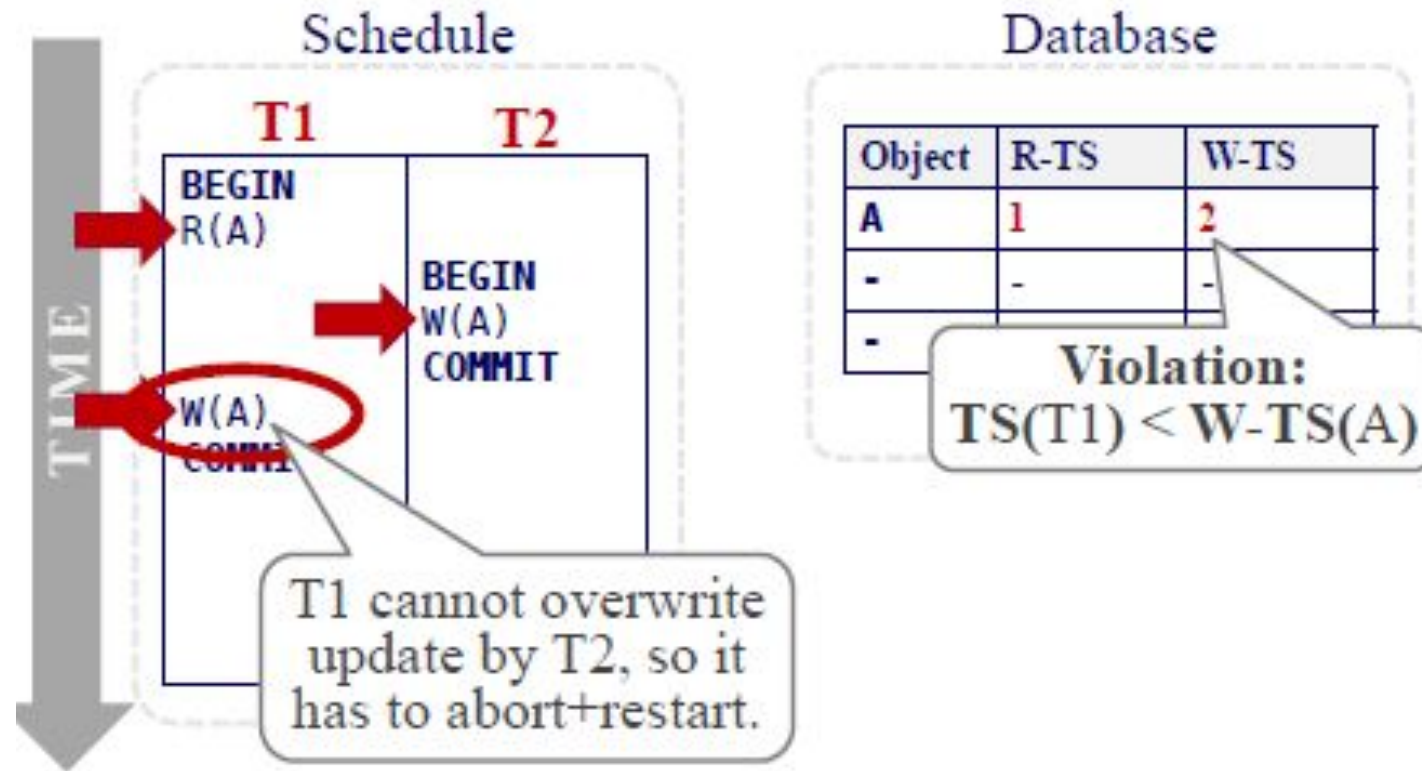 Schedule
T1 T2
BEGIN
R(A)
BEGIN
W(A)
COMMIT
W(A)
TIME
T1 cannot overwrite
update by T2, so it
has to abort+restart.
Database
Object R-TS W-TS
A 1 2
- - -
-
Violation:
TS(T1) < W-TS(A)